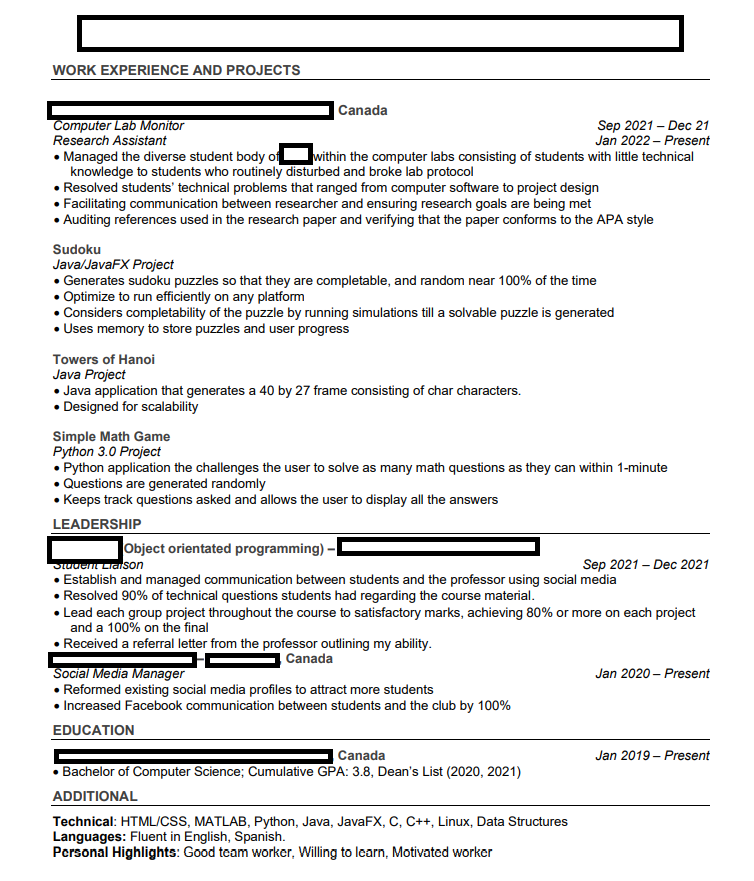 WORK EXPERIENCE AND PROJECTS
Canada
Computer Lab Monitor Sep 2021 – Dec 21
Research Assistant Jan 2022 – Present
• Managed the diverse student body of within the computer labs consisting of students with little technical
knowledge to students who routinely disturbed and broke lab protocol
• Resolved students’ technical problems that ranged from computer software to project design
• Facilitating communication between researcher and ensuring research goals are being met
• Auditing references used in the research paper and verifying that the paper conforms to the APA style
Sudoku
Java/JavaFX Project
• Generates sudoku puzzles so that they are completable, and random near 100% of the time
• Optimize to run efficiently on any platform
• Considers completability of the puzzle by running simulations till a solvable puzzle is generated
• Uses memory to store puzzles and user progress
Towers of Hanoi
Java Project
• Java application that generates a 40 by 27 frame consisting of char characters.
• Designed for scalability
Simple Math Game
Python 3.0 Project
• Python application the challenges the user to solve as many math questions as they can within 1-minute
• Questions are generated randomly
• Keeps track questions asked and allows the user to display all the answers
LEADERSHIP
Object orientated programming) –
Student Liaison Sep 2021 – Dec 2021
• Establish and managed communication between students and the professor using social media
• Resolved 90% of technical questions students had regarding the course material.
• Lead each group project throughout the course to satisfactory marks, achieving 80% or more on each project
and a 100% on the final
• Received a referral letter from the professor outlining my ability.
– , Canada
Social Media Manager Jan 2020 – Present
• Reformed existing social media profiles to attract more students
• Increased Facebook communication between students and the club by 100%
EDUCATION
Canada Jan 2019 – Present
• Bachelor of Computer Science; Cumulative GPA: 3.8, Dean’s List (2020, 2021)
ADDITIONAL
Technical: HTML/CSS, MATLAB, Python, Java, JavaFX, C, C++, Linux, Data Structures
Languages: Fluent in English, Spanish.
Personal Highlights: Good team worker, Willing to learn, Motivated worker